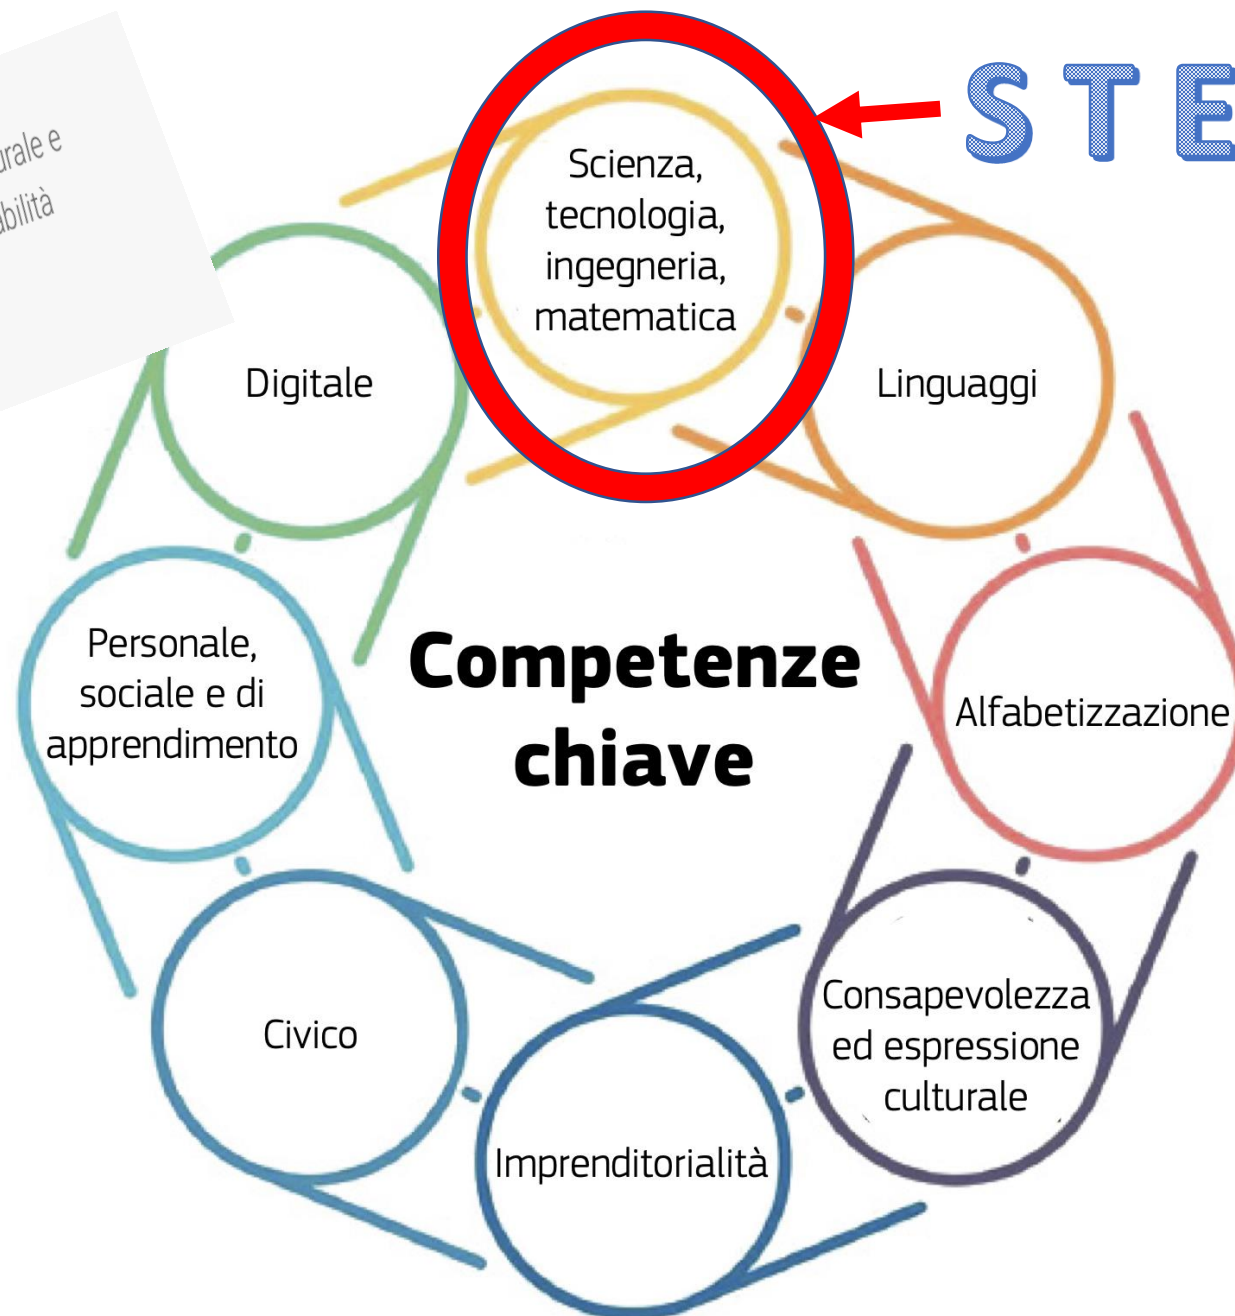 S T E
Scienza,
tecnologia,
ingegneria,
matematica
Digitale
Linguaggi
Personale,
sociale e di
apprendimento
Competenze
chiave
Alfabetizzazione
Civico
Consapevolezza
ed espressione
culturale
Imprenditorialità